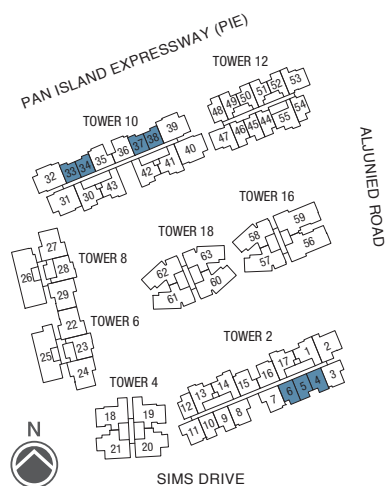 PAN ISLAND EXPRESSWAY (PIE)
TOWER 12
48 49 50 51 52 53
47 46 45 44 55 54
TOWER 10
32 33 34 35 36 37 38 39
31 30 43 42 41 40
ALJUNIED ROAD
TOWER 16
58 59
57 56
TOWER 18
62 63
61 60
TOWER 8
27
26 28
29
TOWER 6
22
25 23
24
TOWER 2
12 13 14 15 16 17 1 2
11 10 9 8 7 6 5 4 3
TOWER 4
18 19
21 20
N
SIMS DRIVE